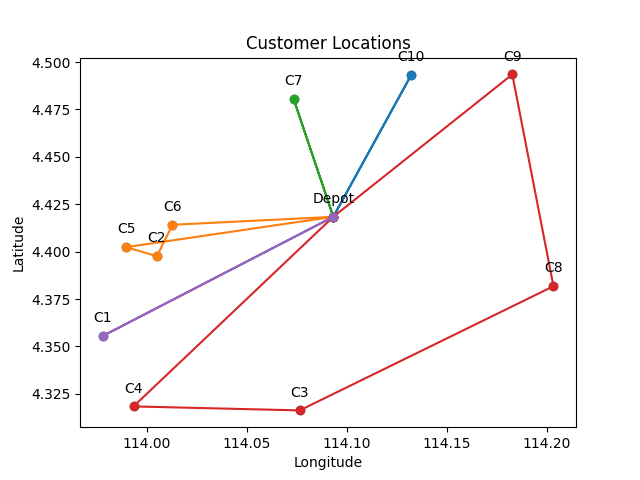 Customer Locations
4.500
4.475
4.450
4.425
4.400
4.375
4.350
4.325
Latitude
C10
C9
C7
Depot
C6
C5
C2
C8
C1
C4
C3
114.00
114.05
114.10
114.15
114.20
Longitude